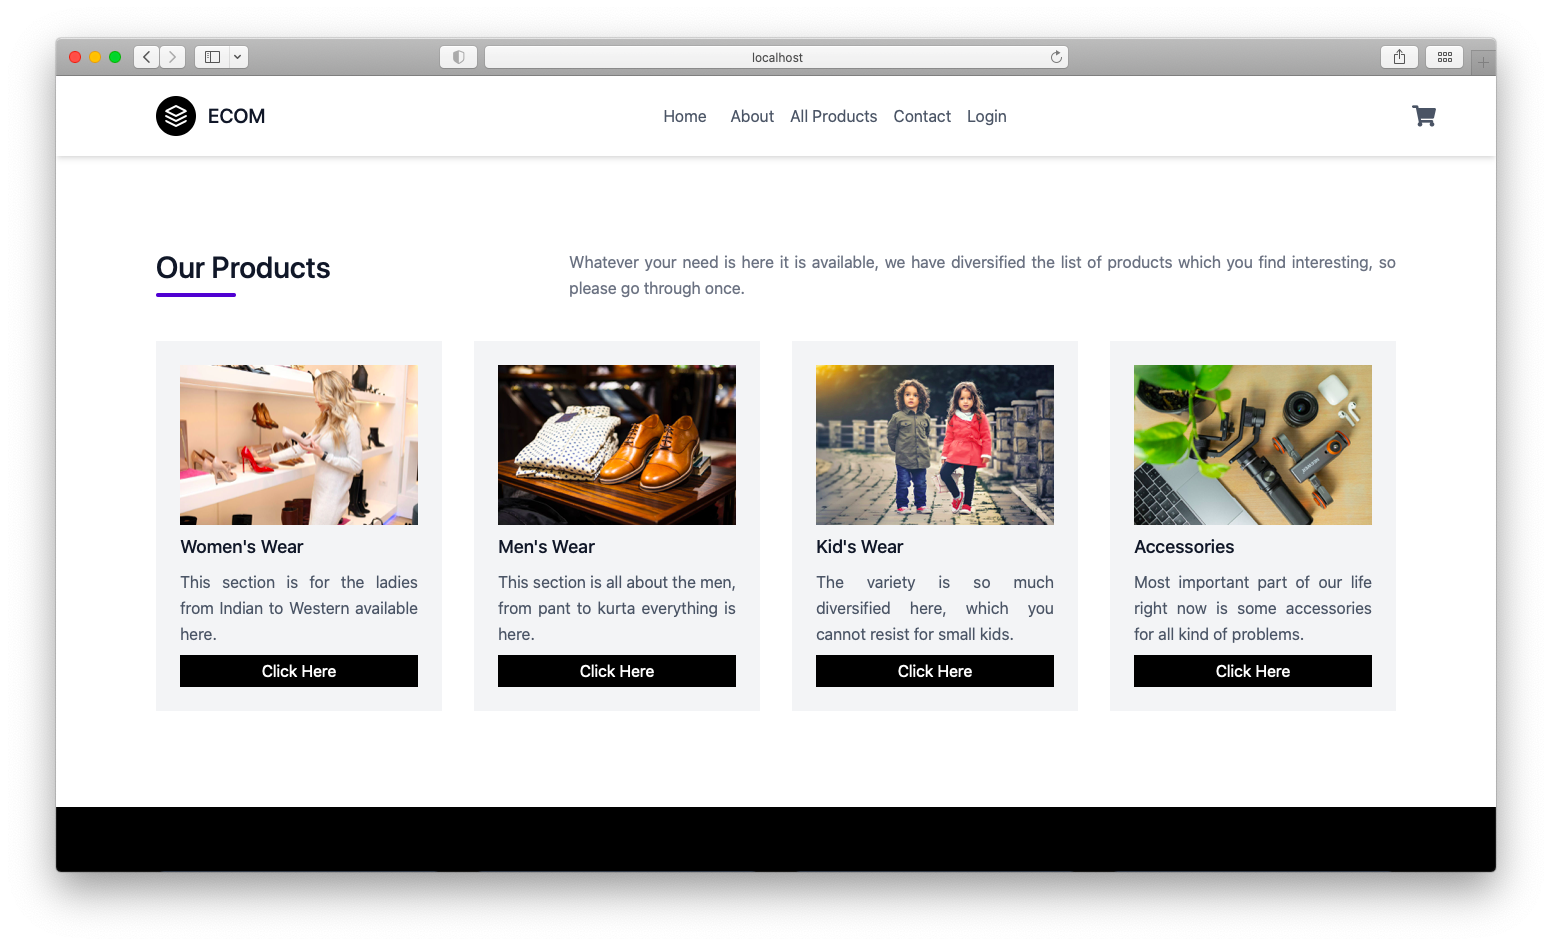 localhost
ECOM
Home About All Products Contact Login
Our Products
Whatever your need is here it is available, we have diversified the list of products which you find interesting, so
please go through once.
Women's Wear
This section is for the ladies
from Indian to Western available
here.
Click Here
Men's Wear
This section is all about the men,
from pant to kurta everything is
here.
Click Here
Kid's Wear
The variety is so much
diversified here, which you
cannot resist for small kids.
Click Here
Accessories
Most important part of our life
right now is some accessories
for all kind of problems.
Click Here